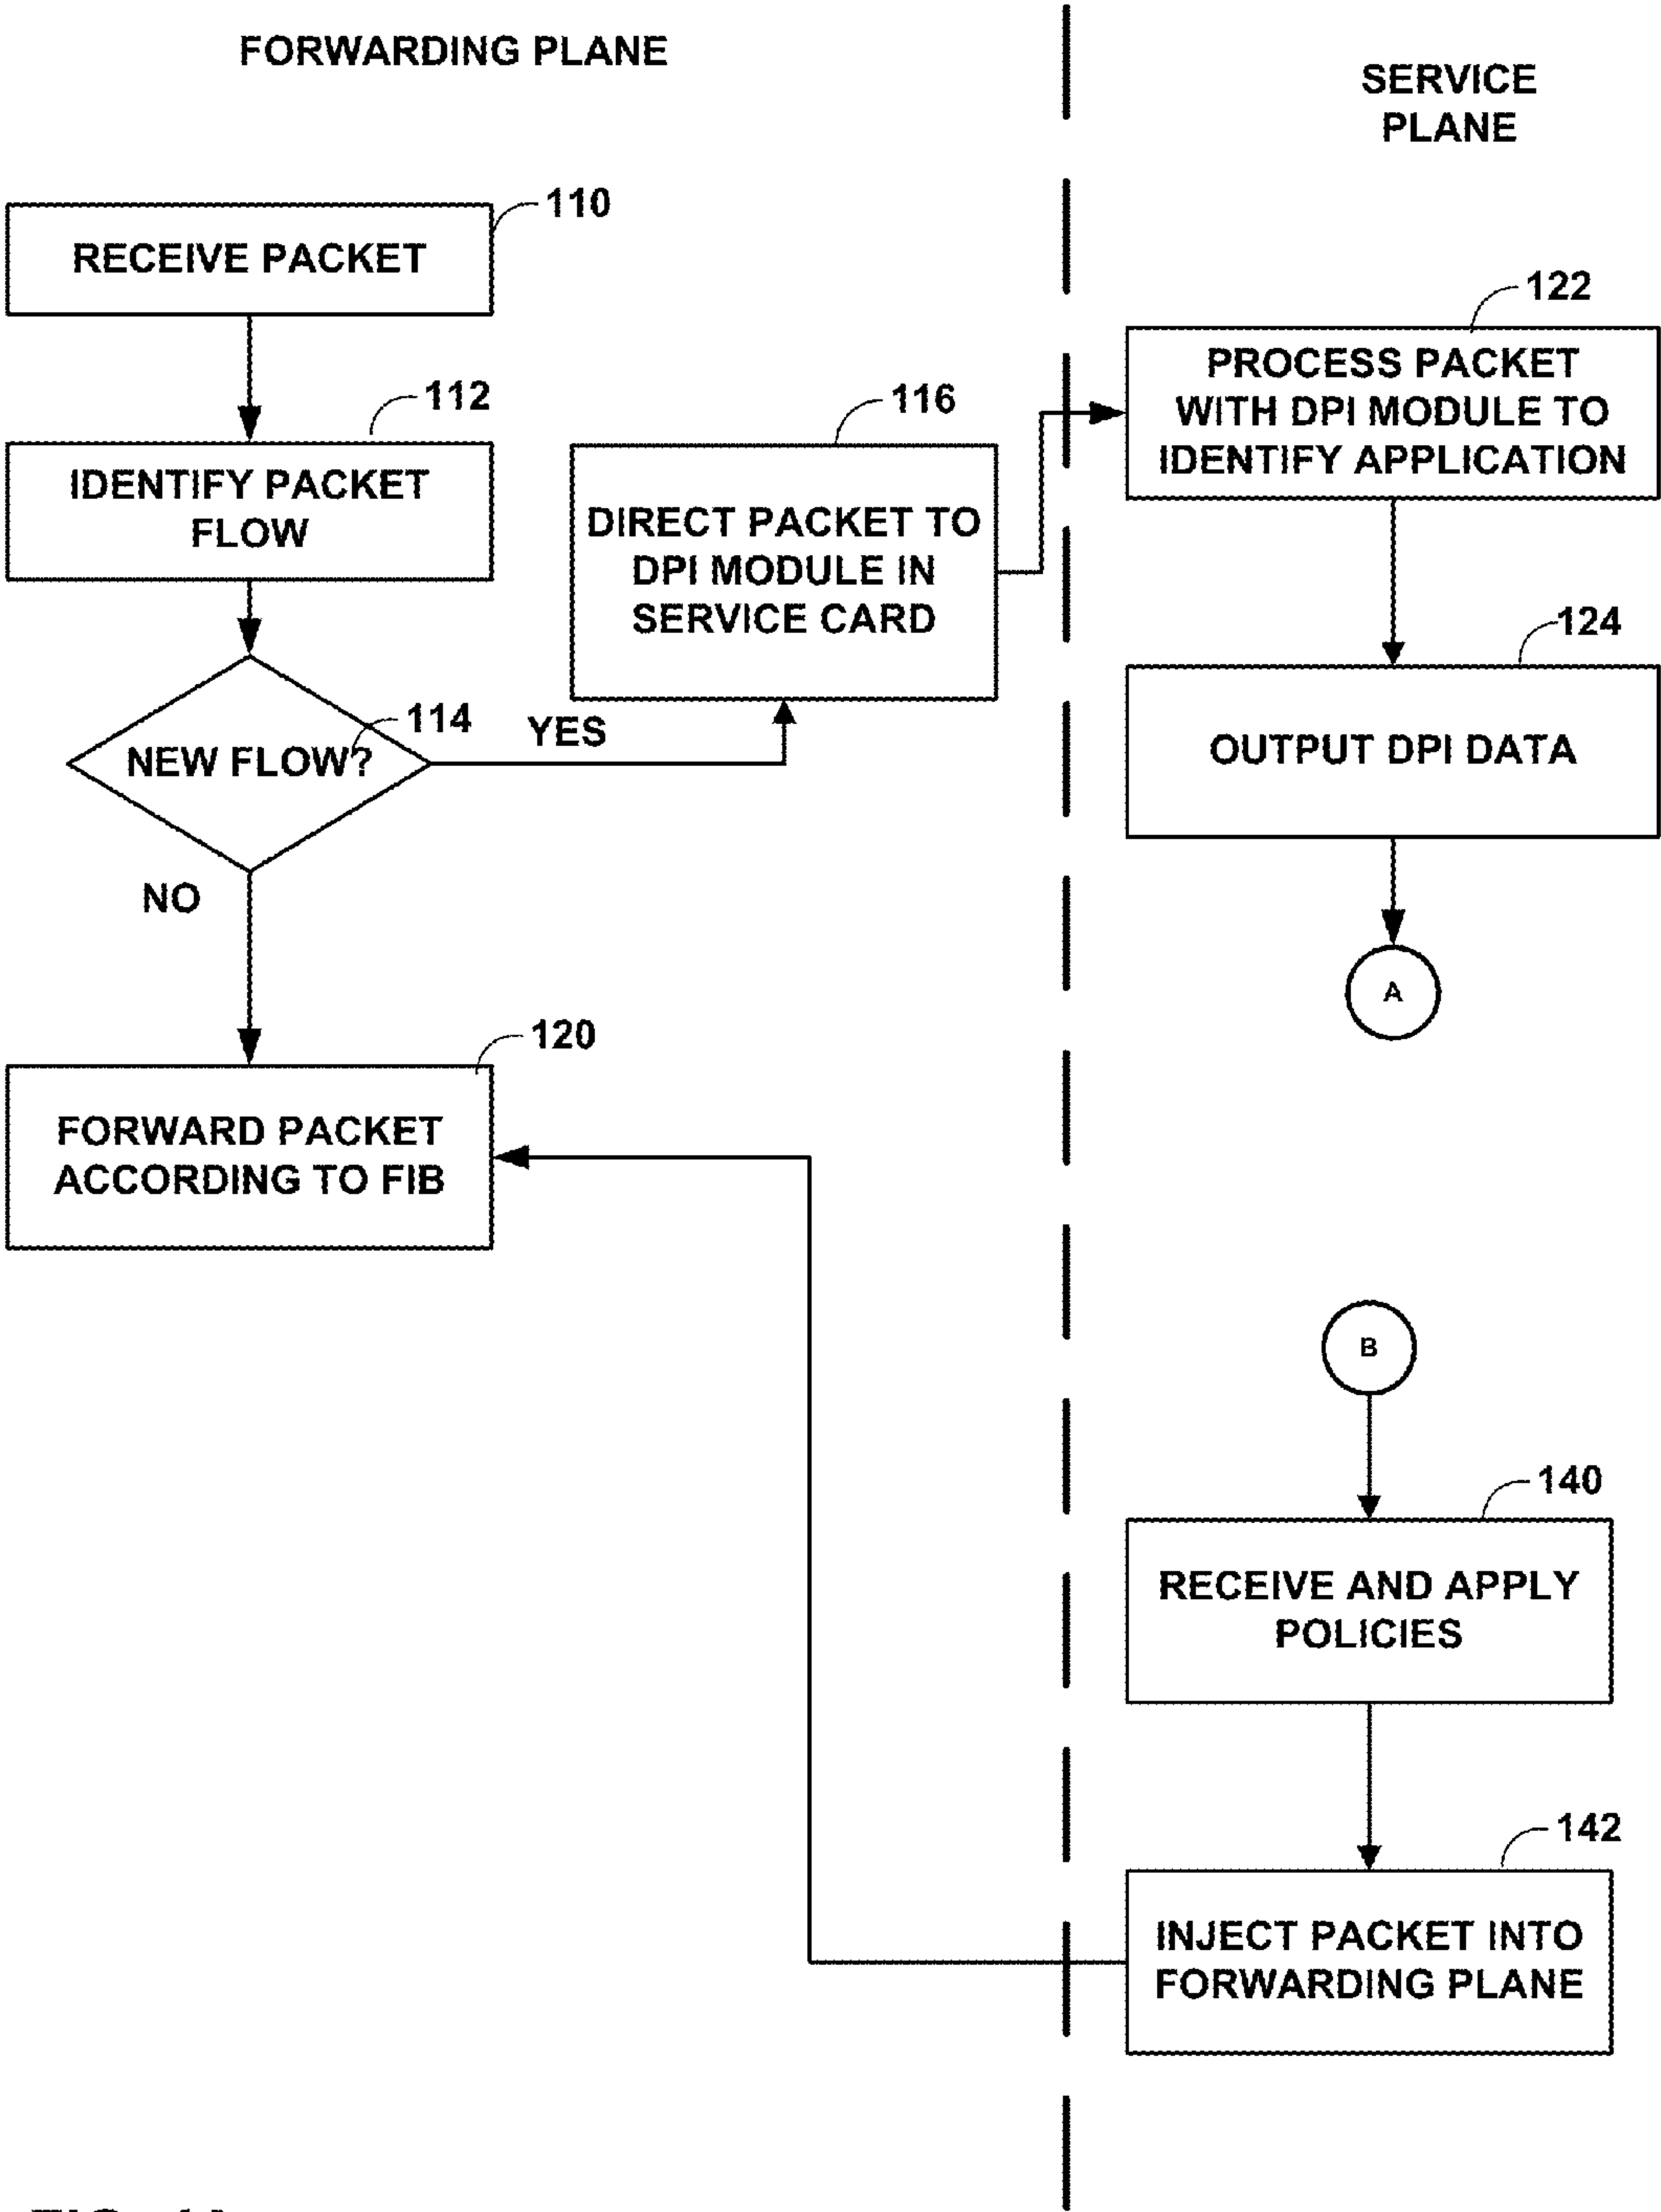 FORWARDING PLANE
SERVICE
PLANE
110
RECEIVE PACKET
112
IDENTIFY PACKET
FLOW
114
NEW FLOW?
YES
NO
116
DIRECT PACKET TO
DPI MODULE IN
SERVICE CARD
122
PROCESS PACKET
WITH DPI MODULE TO
IDENTIFY APPLICATION
124
OUTPUT DPI DATA
A
120
FORWARD PACKET
ACCORDING TO FIB
B
140
RECEIVE AND APPLY
POLICIES
142
INJECT PACKET INTO
FORWARDING PLANE